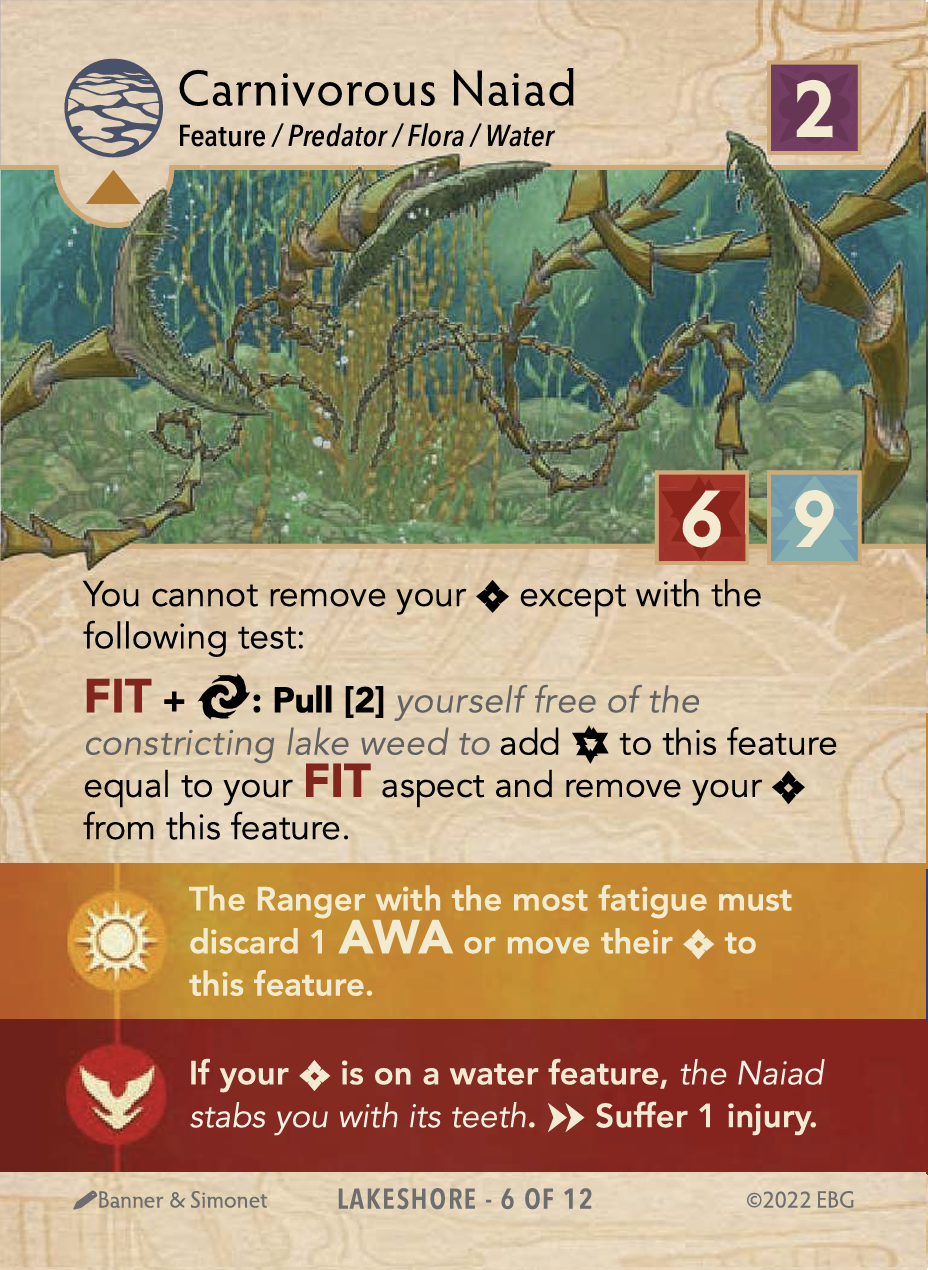 Carnivorous Naiad
Feature / Predator / Flora / Water
2
6
9
You cannot remove your except with the
following test:
FIT + : Pull [2] yourself free of the
constricting lake weed to add to this feature
equal to your FIT aspect and remove your
from this feature.
The Ranger with the most fatigue must
discard 1 AWA or move their to
this feature.
If your is on a water feature, the Naiad
stabs you with its teeth. Suffer 1 injury.
Banner & Simonet
LAKESHORE - 6 OF 12
©2022 EBG